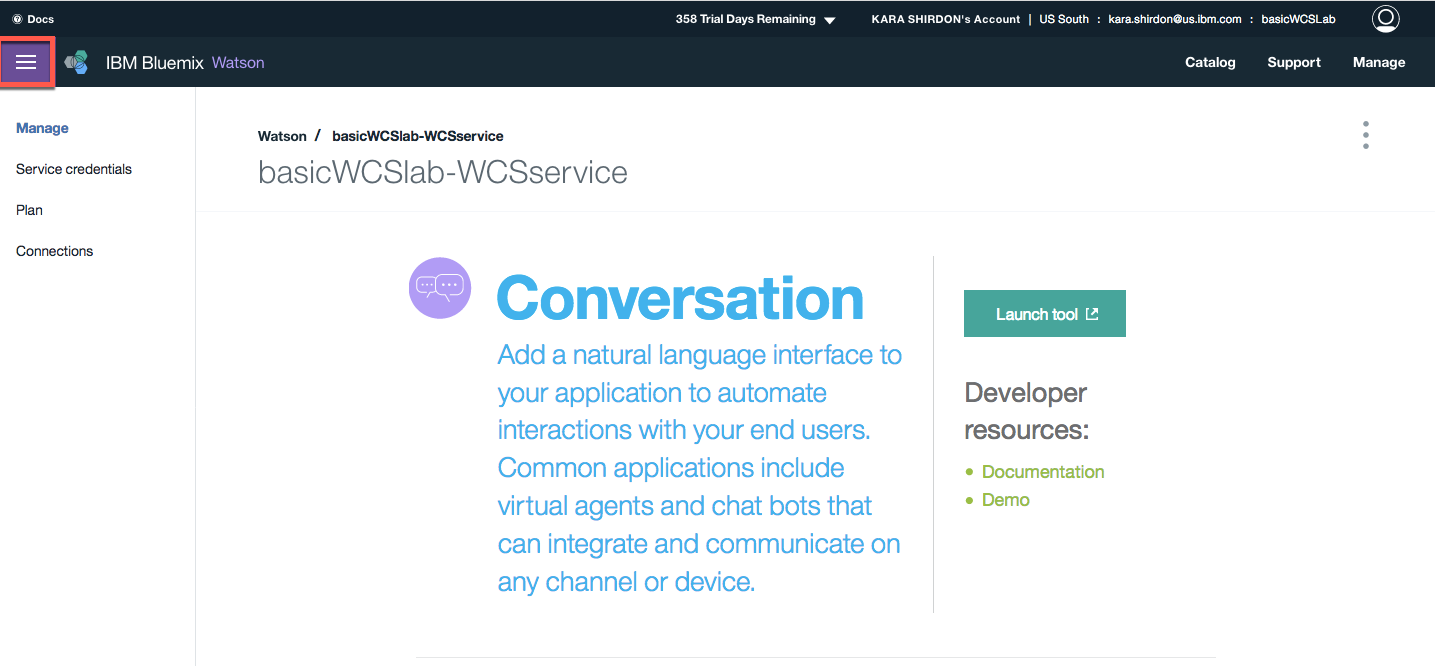 Docs
358 Trial Days Remaining
KARA SHIRDON's Account | US South : kara.shirdon@us.ibm.com : basicWCSLab
IBM Bluemix Watson
Catalog
Support
Manage
Manage
Service credentials
Plan
Connections
Watson / basicWCSlab-WCSservice
basicWCSlab-WCSservice
Conversation
Add a natural language interface to
your application to automate
interactions with your end users.
Common applications include
virtual agents and chat bots that
can integrate and communicate on
any channel or device.
Launch tool
Developer
resources:
• Documentation
• Demo